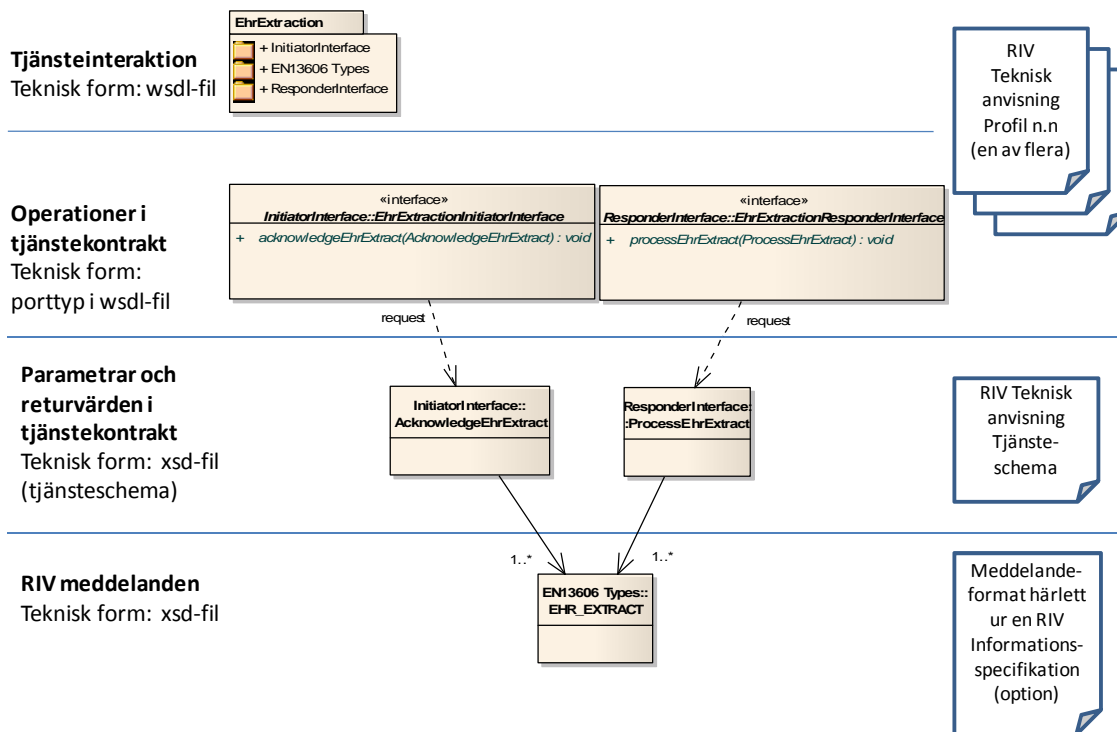 EhrExtraction
+ InitiatorInterface
+ EN13606 Types
+ ResponderInterface
Tjänsteinteraktion
Teknisk form: wsdl-fil
RIV
Teknisk
anvisning
Profil n.n
(en av flera)
Operationer i
tjänstekontrakt
Teknisk form:
porttyp i wsdl-fil
«interface»
InitiatorInterface::EhrExtractionInitiatorInterface
+ acknowledgeEhrExtract(AcknowledgeEhrExtract) : void
«interface»
ResponderInterface::EhrExtractionResponderInterface
+ processEhrExtract(ProcessEhrExtract) : void
request
request
Parametrar och
returvärden i
tjänstekontrakt
Teknisk form: xsd-fil
(tjänsteschema)
InitiatorInterface::
AcknowledgeEhrExtract
ResponderInterface:
:ProcessEhrExtract
RIV Teknisk
anvisning
Tjänste-
schema
1..*
1..*
RIV meddelanden
Teknisk form: xsd-fil
EN13606 Types::
EHR_EXTRACT
Meddelande-
format härlett
ur en RIV
Informations-
specifikation
(option)